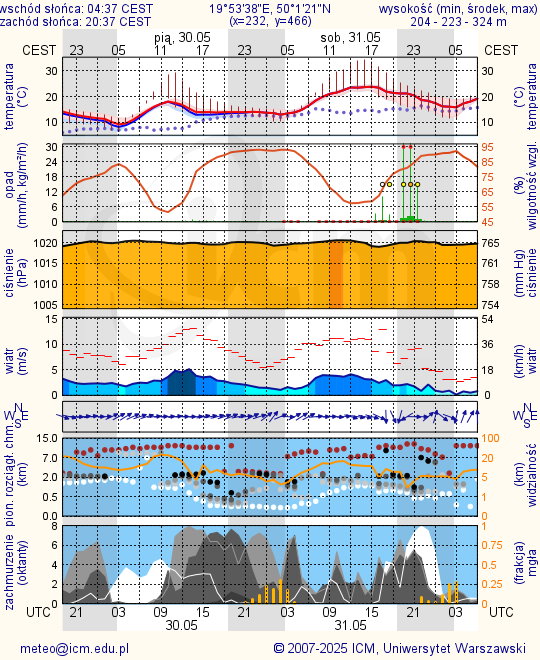 wschód słońca: 04:37 CEST 19°53'38"E, 50°1'21"N wysokość (min, środek, max)
zachód słońca: 20:37 CEST (x=232, y=466) 204 - 223 - 324 m
pią, 30.05 sob, 31.05
CEST 23 05 11 17 23 05 11 17 23 05 CEST
temperatura (°C)
30
20
10
30
20
10
(°C) temperatura
opad (mm/h, kg/m²/h)
30
24
18
12
6
0
95
85
75
65
55
45
(%) wilgotność wzgl.
ciśnienie (hPa)
1020
1015
1010
1005
765
761
758
754
(mm Hg) ciśnienie
wiatr (m/s)
15
10
5
0
54
36
18
0
(km/h) wiatr
N
W E
S
N
W E
S
pion. rozciągł. chm. (km)
15.0
7.0
2.0
0.5
0.0
100
20
5
1
0
(km) widzialność
zachmurzenie (oktanty)
8
6
4
2
0
1
0.75
0.5
0.25
0
(frakcja) mgła
UTC 21 03 09 15 21 03 09 15 21 03 UTC
30.05 31.05
meteo@icm.edu.pl © 2007-2025 ICM, Uniwersytet Warszawski